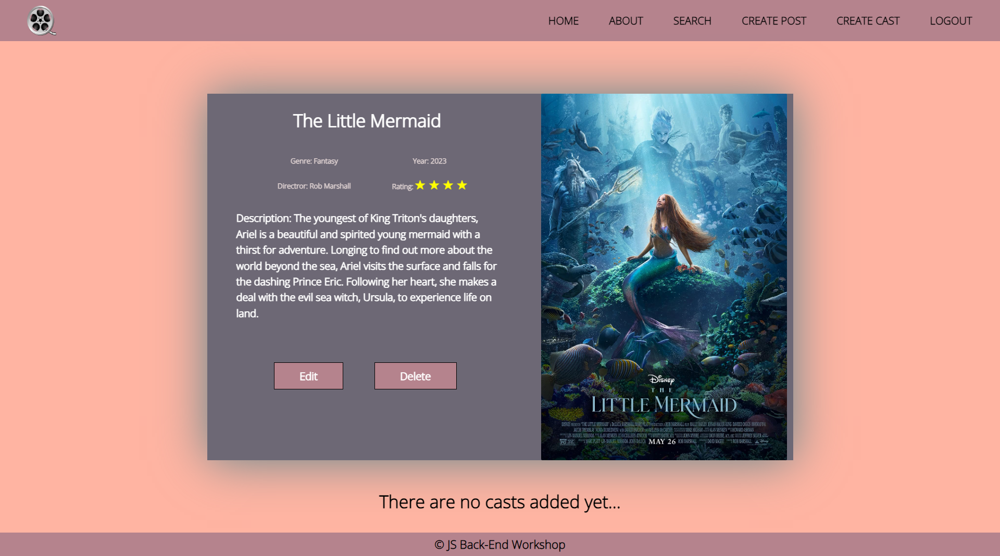 HOME ABOUT SEARCH CREATE POST CREATE CAST LOGOUT
The Little Mermaid
Genre: Fantasy Year: 2023
Directror: Rob Marshall Rating: ★ ★ ★ ★
Description: The youngest of King Triton's daughters,
Ariel is a beautiful and spirited young mermaid with a
thirst for adventure. Longing to find out more about the
world beyond the sea, Ariel visits the surface and falls for
the dashing Prince Eric. Following her heart, she makes a
deal with the evil sea witch, Ursula, to experience life on
land.
Edit Delete
DISNEY
THE
LITTLE MERMAID
MAY 26
PG
There are no casts added yet...
© JS Back-End Workshop